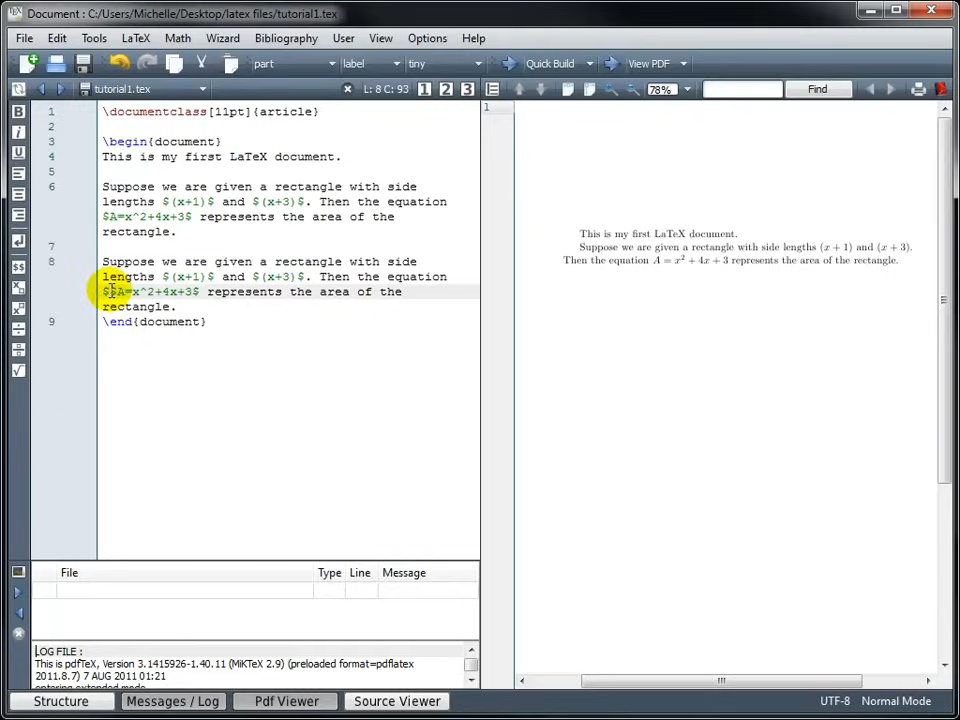 Document : C:/Users/Michelle/Desktop/latex files/tutorial1.tex
File Edit Tools LaTeX Math Wizard Bibliography User View Options Help
part label tiny Quick Build View PDF
tutorial1.tex L: 8 C: 93 1 2 3 78% Find
1 \documentclass[11pt]{article}
2
3 \begin{document}
4 This is my first LaTeX document.
5
6 Suppose we are given a rectangle with side
lengths $(x+1)$ and $(x+3)$. Then the equation
$A=x^2+4x+3$ represents the area of the
rectangle.
7
8 Suppose we are given a rectangle with side
lengths $(x+1)$ and $(x+3)$. Then the equation
$$A=x^2+4x+3$ represents the area of the
rectangle.
9 \end{document}
1
This is my first LaTeX document.
Suppose we are given a rectangle with side lengths (x + 1) and (x + 3).
Then the equation A = x² + 4x + 3 represents the area of the rectangle.
File Type Line Message
LOG FILE :
This is pdfTeX, Version 3.1415926-1.40.11 (MiKTeX 2.9) (preloaded format=pdflatex
2011.8.7) 7 AUG 2011 01:21
entering extended mode
Structure Messages / Log Pdf Viewer Source Viewer UTF-8 Normal Mode